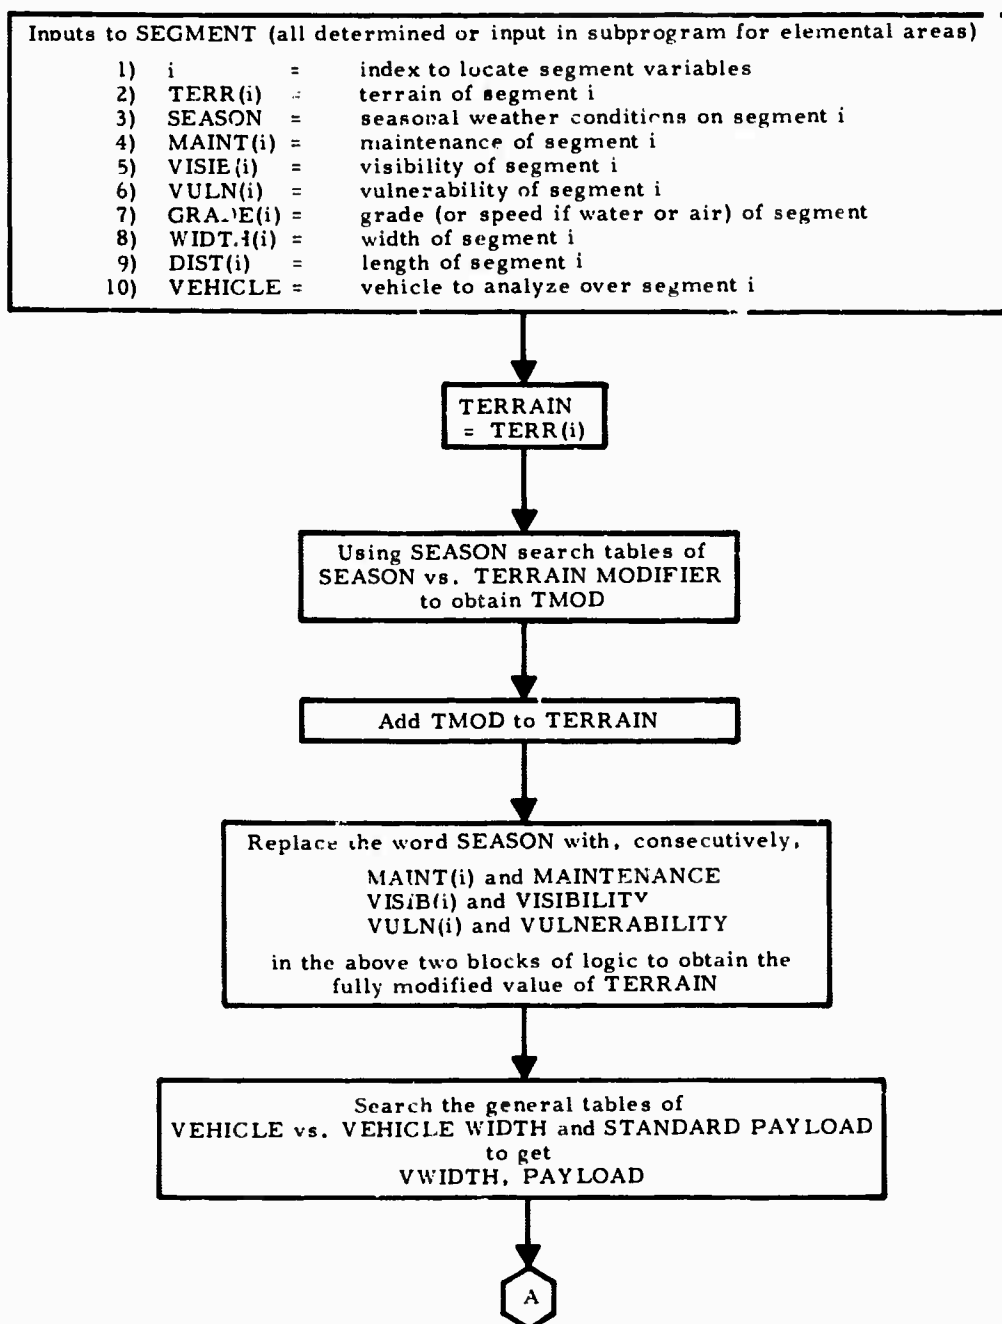 Inputs to SEGMENT (all determined or input in subprogram for elemental areas)
1) i = index to locate segment variables
2) TERR(i) = terrain of segment i
3) SEASON = seasonal weather conditions on segment i
4) MAINT(i) = maintenance of segment i
5) VISIB(i) = visibility of segment i
6) VULN(i) = vulnerability of segment i
7) GRADE(i) = grade (or speed if water or air) of segment
8) WIDTH(i) = width of segment i
9) DIST(i) = length of segment i
10) VEHICLE = vehicle to analyze over segment i
TERRAIN
= TERR(i)
Using SEASON search tables of
SEASON vs. TERRAIN MODIFIER
to obtain TMOD
Add TMOD to TERRAIN
Replace the word SEASON with, consecutively,
MAINT(i) and MAINTENANCE
VISIB(i) and VISIBILITY
VULN(i) and VULNERABILITY
in the above two blocks of logic to obtain the
fully modified value of TERRAIN
Search the general tables of
VEHICLE vs. VEHICLE WIDTH and STANDARD PAYLOAD
to get
VWIDTH, PAYLOAD
A